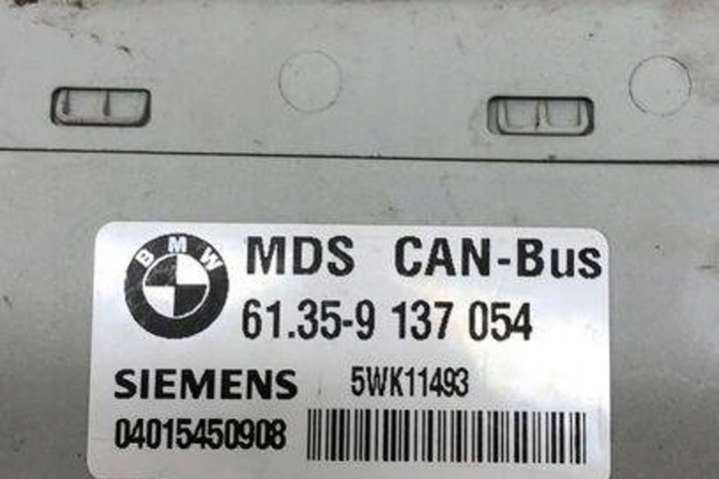 BMW
MDS CAN-Bus
61.35-9 137 054
SIEMENS 5WK11493
04015450908